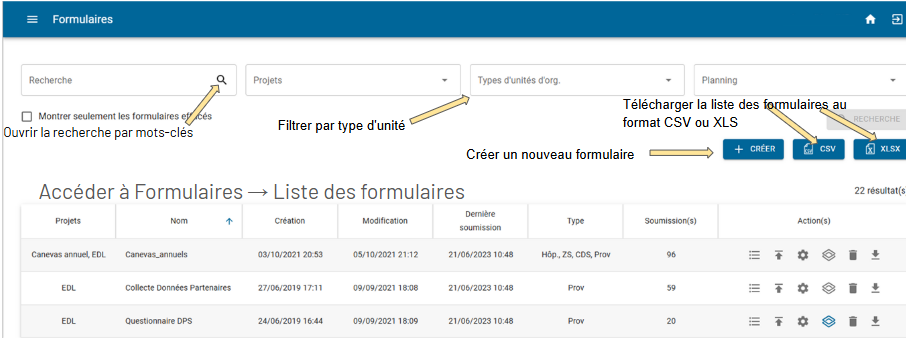 Formulaires
Recherche
Projets
Types d'unités d'org.
Planning
Montrer seulement les formulaires effacés
Ouvrir la recherche par mots-clés
Filtrer par type d'unité
Télécharger la liste des formulaires au
format CSV ou XLS
RECHERCHE
Créer un nouveau formulaire
+ CRÉER
CSV
XLSX
Accéder à Formulaires → Liste des formulaires
22 résultat(s)
Projets Nom ↑ Création Modification Dernière soumission Type Soumission(s) Action(s)
Canevas annuel, EDL Canevas_annuels 03/10/2021 20:53 05/10/2021 21:12 21/06/2023 10:48 Hôp., ZS, CDS, Prov 96
EDL Collecte Données Partenaires 27/06/2019 17:11 09/09/2021 18:08 21/06/2023 10:48 Prov 59
EDL Questionnaire DPS 24/06/2019 16:44 09/09/2021 18:09 21/06/2023 10:48 Prov 20